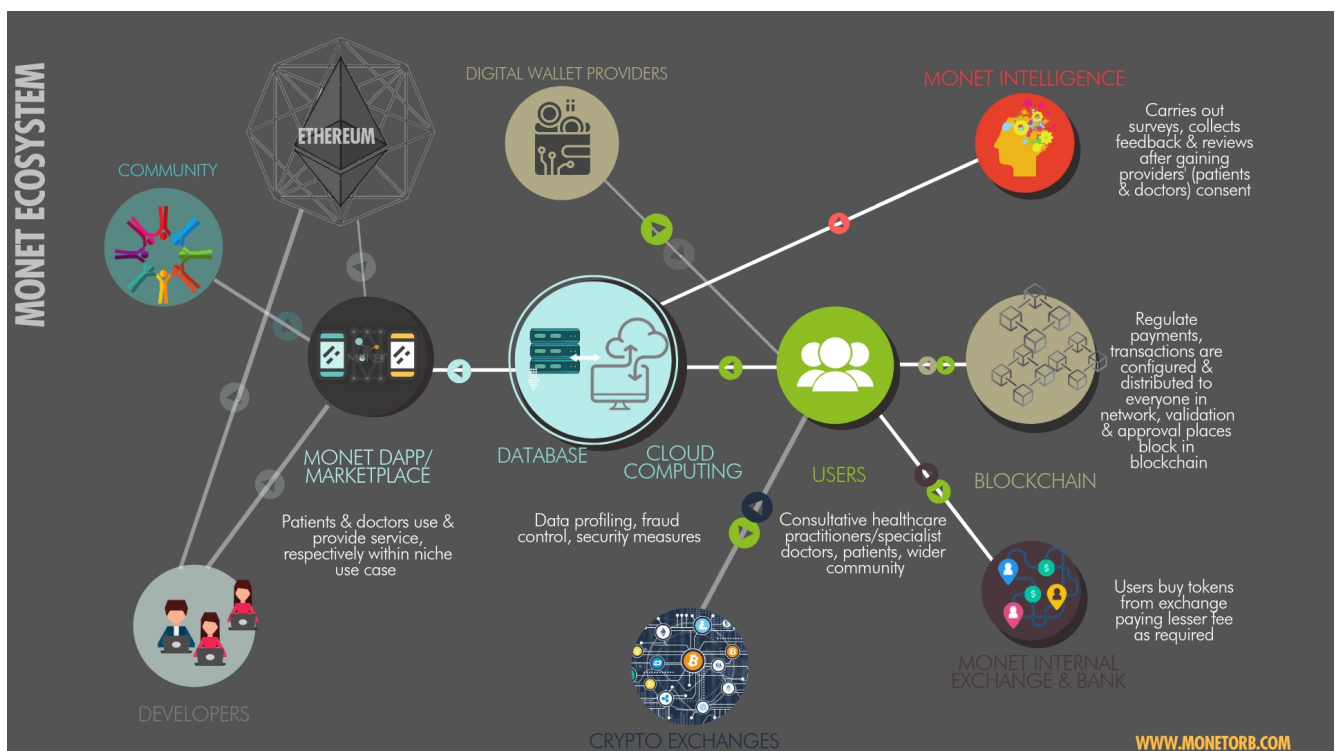 MONET ECOSYSTEM
ETHEREUM
COMMUNITY
DIGITAL WALLET PROVIDERS
MONET INTELLIGENCE
Carries out
surveys, collects
feedback & reviews
after gaining
providers' (patients
& doctors) consent
MONET DAPP/
MARKETPLACE
Patients & doctors use &
provide service,
respectively within niche
use case
DATABASE
CLOUD
COMPUTING
Data profiling, fraud
control, security measures
USERS
Consultative healthcare
practitioners/specialist
doctors, patients, wider
community
BLOCKCHAIN
Regulate
payments,
transactions are
configured &
distributed to
everyone in
network, validation
& approval places
block in
blockchain
DEVELOPERS
CRYPTO EXCHANGES
MONET INTERNAL
EXCHANGE & BANK
Users buy tokens
from exchange
paying lesser fee
as required
WWW.MONETORB.COM